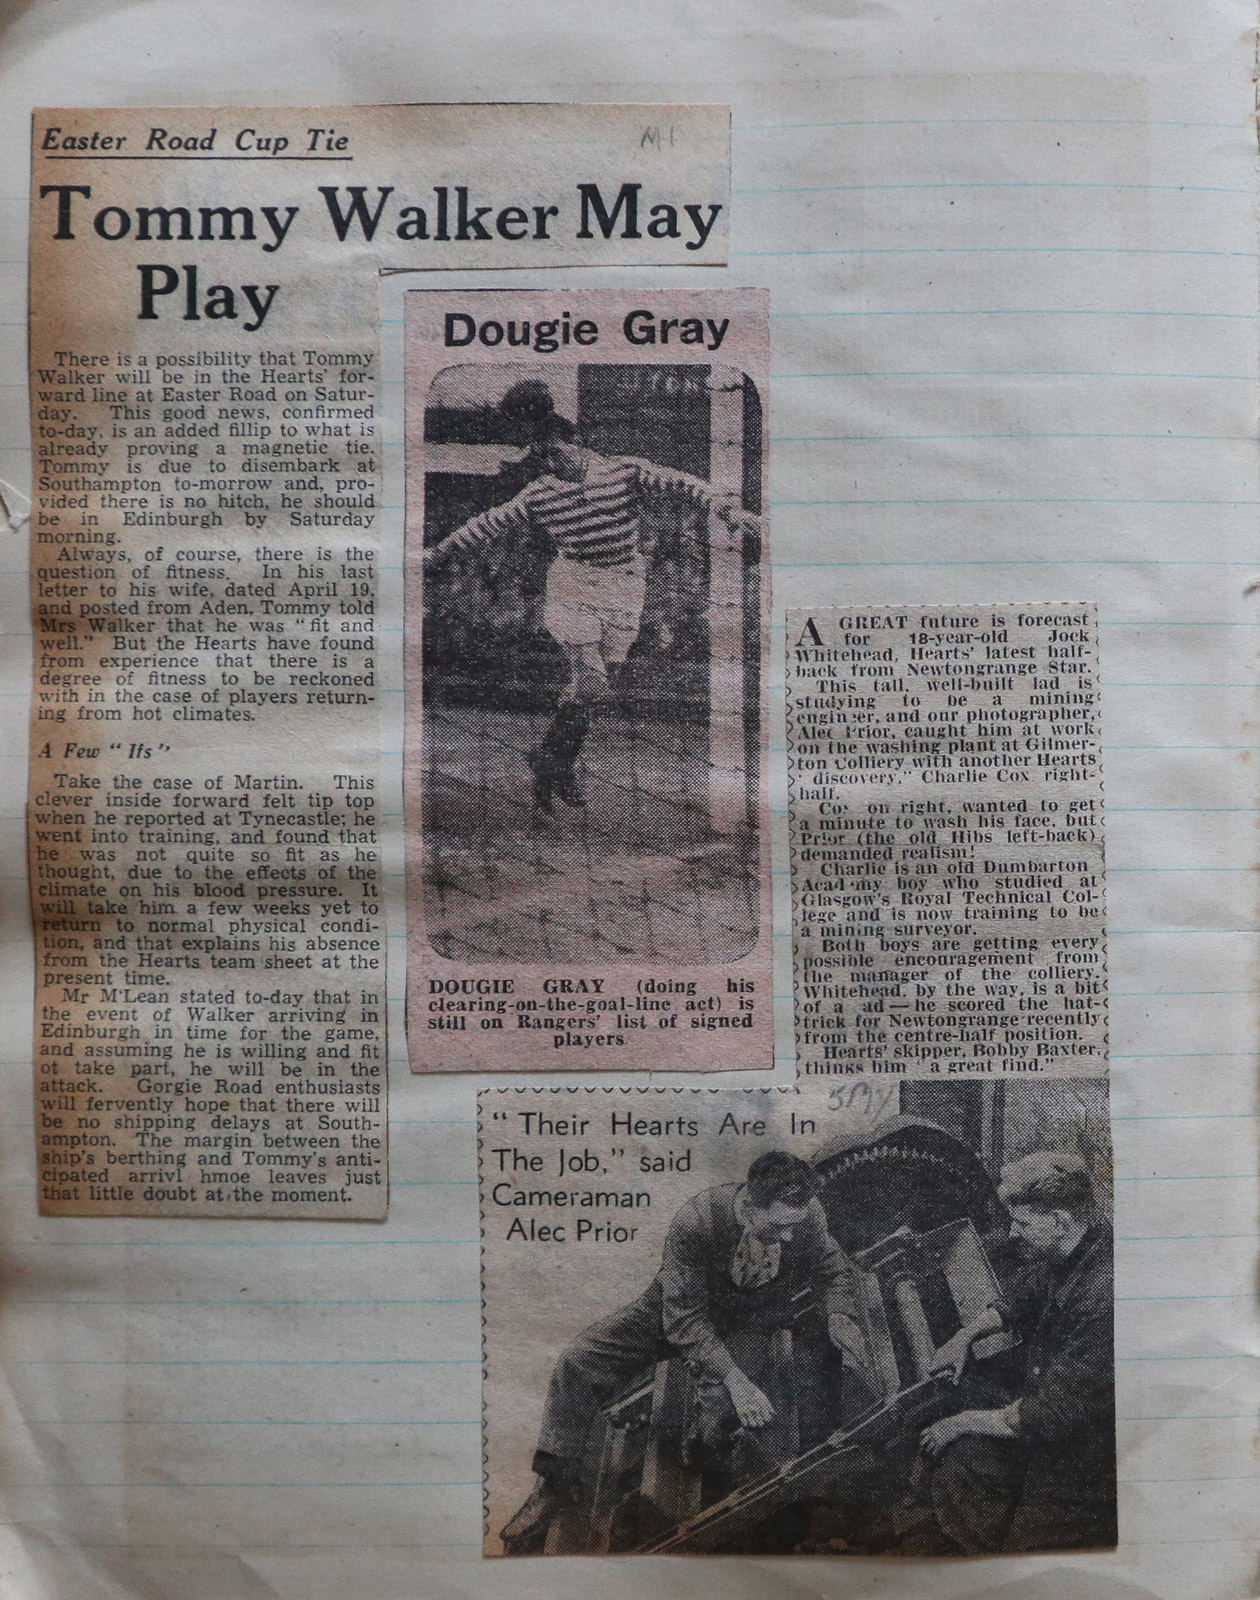 Easter Road Cup Tie
M1
Tommy Walker May
Play
There is a possibility that Tommy
Walker will be in the Hearts' for-
ward line at Easter Road on Satur-
day. This good news, confirmed
to-day, is an added fillip to what is
already proving a magnetic tie.
Tommy is due to disembark at
Southampton to-morrow and, pro-
vided there is no hitch, he should
be in Edinburgh by Saturday
morning.
Always, of course, there is the
question of fitness. In his last
letter to his wife, dated April 19,
and posted from Aden, Tommy told
Mrs Walker that he was "fit and
well." But the Hearts have found
from experience that there is a
degree of fitness to be reckoned
with in the case of players return-
ing from hot climates.
A Few "Ifs"
Take the case of Martin. This
clever inside forward felt tip top
when he reported at Tynecastle; he
went into training, and found that
he was not quite so fit as he
thought, due to the effects of the
climate on his blood pressure. It
will take him a few weeks yet to
return to normal physical condi-
tion, and that explains his absence
from the Hearts team sheet at the
present time.
Mr M'Lean stated to-day that in
the event of Walker arriving in
Edinburgh in time for the game,
and assuming he is willing and fit
ot take part, he will be in the
attack. Gorgie Road enthusiasts
will fervently hope that there will
be no shipping delays at South-
ampton. The margin between the
ship's berthing and Tommy's anti-
cipated arrivl hmoe leaves just
that little doubt at the moment.
Dougie Gray
DOUGIE GRAY (doing his
clearing-on-the-goal-line act) is
still on Rangers' list of signed
players
A GREAT future is forecast
for 18-year-old Jock
Whitehead, Hearts' latest half-
back from Newtongrange Star.
This tall, well-built lad is
studying to be a mining
engineer, and our photographer,
Alec Prior, caught him at work
on the washing plant at Gilmer-
ton Colliery with another Hearts
"discovery," Charlie Cox right-
half.
Cox on right, wanted to get
a minute to wash his face, but
Prior (the old Hibs left-back)
demanded realism!
Charlie is an old Dumbarton
Academy boy who studied at
Glasgow's Royal Technical Col-
lege and is now training to be
a mining surveyor.
Both boys are getting every
possible encouragement from
the manager of the colliery.
Whitehead, by the way, is a bit
of a lad—he scored the hat-
trick for Newtongrange recently
from the centre-half position.
Hearts' skipper, Bobby Baxter,
thinks him "a great find."
"Their Hearts Are In
The Job," said
Cameraman
Alec Prior